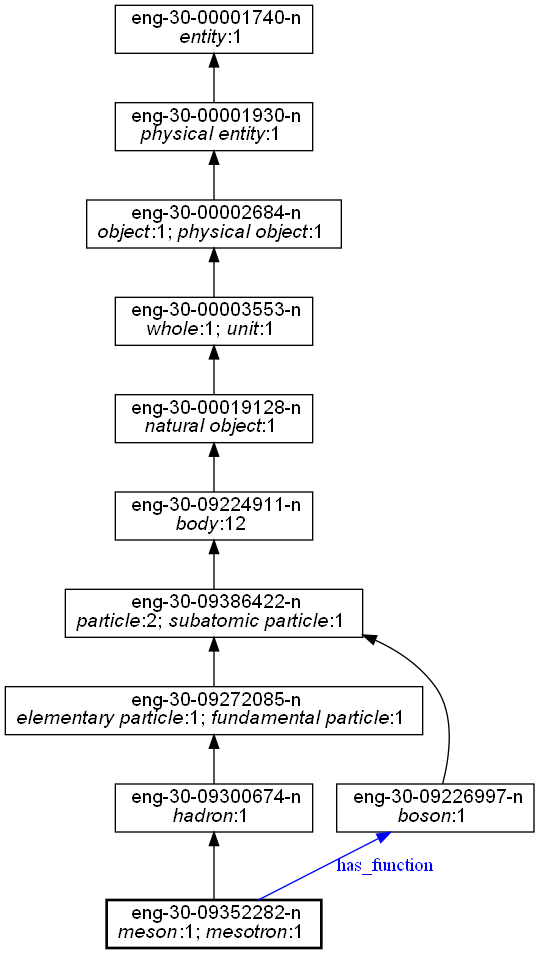 eng-30-00001740-n
entity:1
eng-30-00001930-n
physical entity:1
eng-30-00002684-n
object:1; physical object:1
eng-30-00003553-n
whole:1; unit:1
eng-30-00019128-n
natural object:1
eng-30-09224911-n
body:12
eng-30-09386422-n
particle:2; subatomic particle:1
eng-30-09272085-n
elementary particle:1; fundamental particle:1
eng-30-09300674-n
hadron:1
eng-30-09226997-n
boson:1
has_function
eng-30-09352282-n
meson:1; mesotron:1